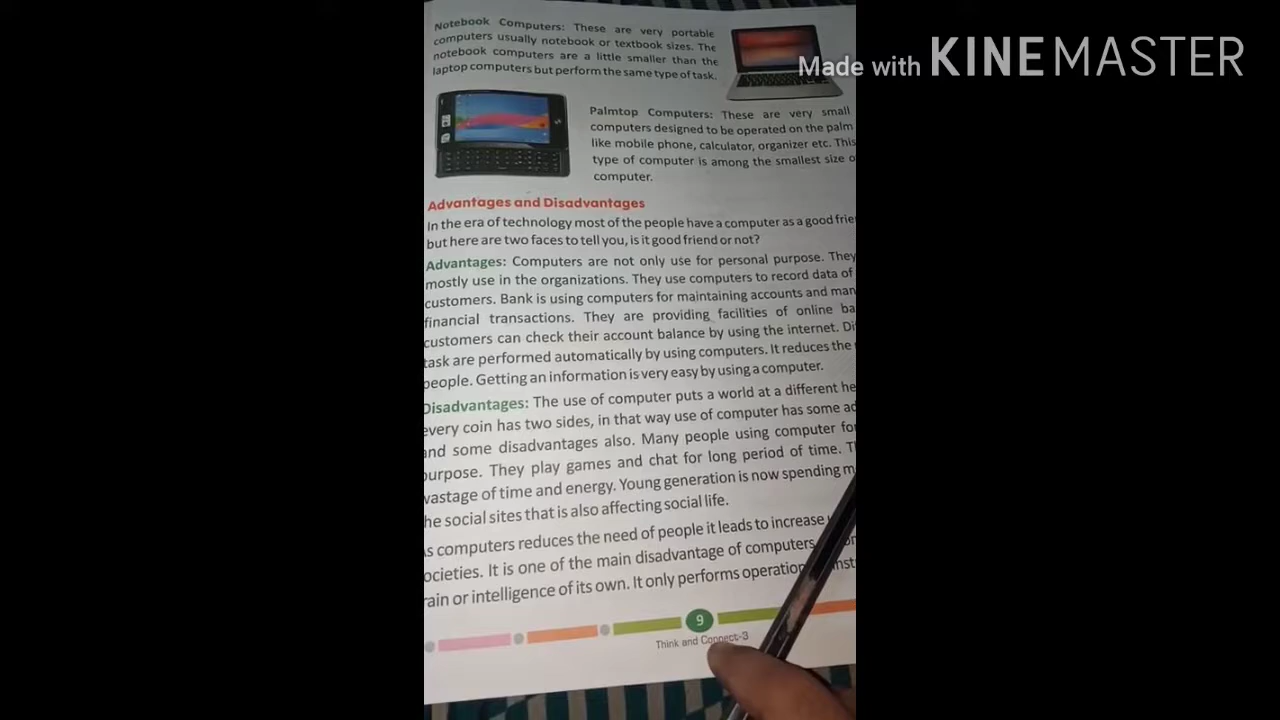 Notebook Computers: These are very portable
computers usually notebook or textbook sizes. The
notebook computers are a little smaller than the
laptop computers but perform the same type of task.
Made with KINEMASTER
Palmtop Computers: These are very small
computers designed to be operated on the palm
like mobile phone, calculator, organizer etc. This
type of computer is among the smallest size o
computer.
Advantages and Disadvantages
In the era of technology most of the people have a computer as a good frie
but here are two faces to tell you, is it good friend or not?
Advantages: Computers are not only use for personal purpose. They
mostly use in the organizations. They use computers to record data of
customers. Bank is using computers for maintaining accounts and man
financial transactions. They are providing facilities of online ba
customers can check their account balance by using the internet. Di
task are performed automatically by using computers. It reduces the
people. Getting an information is very easy by using a computer.
Disadvantages: The use of computer puts a world at a different he
every coin has two sides, in that way use of computer has some ad
and some disadvantages also. Many people using computer fo
purpose. They play games and chat for long period of time. T
wastage of time and energy. Young generation is now spending m
he social sites that is also affecting social life.
As computers reduces the need of people it leads to increase
ocieties. It is one of the main disadvantage of computers
rain or intelligence of its own. It only performs operation inst
9
Think and Connect-3